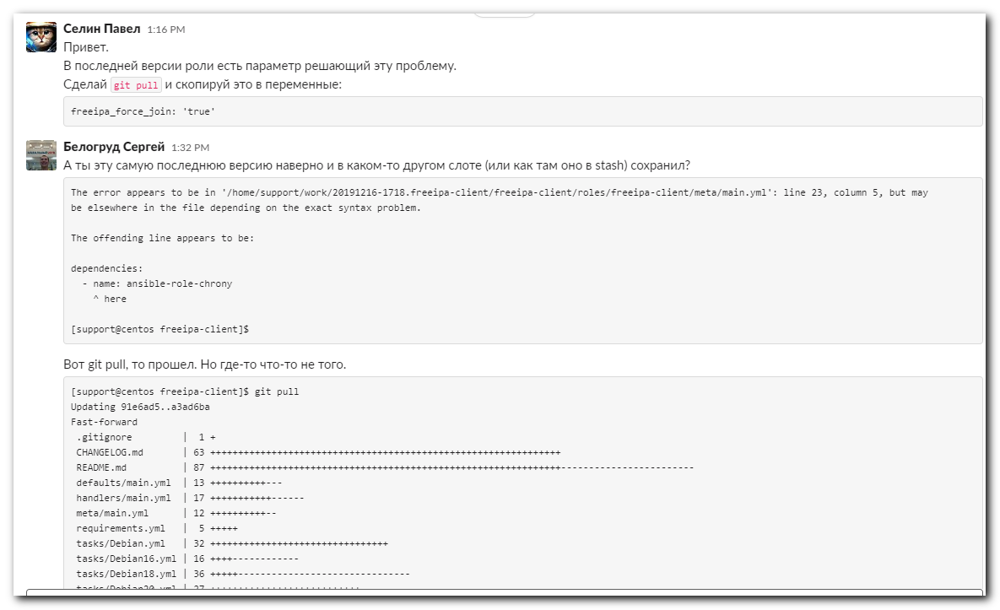 Селин Павел 1:16 PM
Привет.
В последней версии роли есть параметр решающий эту проблему.
Сделай git pull и скопируй это в переменные:
freeipa_force_join: 'true'
Белогруд Сергей 1:32 PM
А ты эту самую последнюю версию наверно и в каком-то другом слоте (или как там оно в stash) сохранил?
The error appears to be in '/home/support/work/20191216-1718.freeipa-client/freeipa-client/roles/freeipa-client/meta/main.yml': line 23, column 5, but may
be elsewhere in the file depending on the exact syntax problem.
The offending line appears to be:
dependencies:
- name: ansible-role-chrony
^ here
[support@centos freeipa-client]$
Вот git pull, то прошел. Но где-то что-то не того.
[support@centos freeipa-client]$ git pull
Updating 91e6ad5..a3ad6ba
Fast-forward
.gitignore | 1 +
CHANGELOG.md | 63 +++++++++++++++++++++++++++++++++++++++++++++++++++++++++++++++
README.md | 87 +++++++++++++++++++++++++++++++++++++++++++++++++++++++++++++++------------------------
defaults/main.yml | 13 ++++++++++---
handlers/main.yml | 17 +++++++++++------
meta/main.yml | 12 ++++++++++--
requirements.yml | 5 +++++
tasks/Debian.yml | 32 ++++++++++++++++++++++++++++++++
tasks/Debian16.yml | 16 ++++------------
tasks/Debian18.yml | 36 +++++-------------------------------
tasks/Debian20.yml | 27 +++++++++++++++++++++++++++